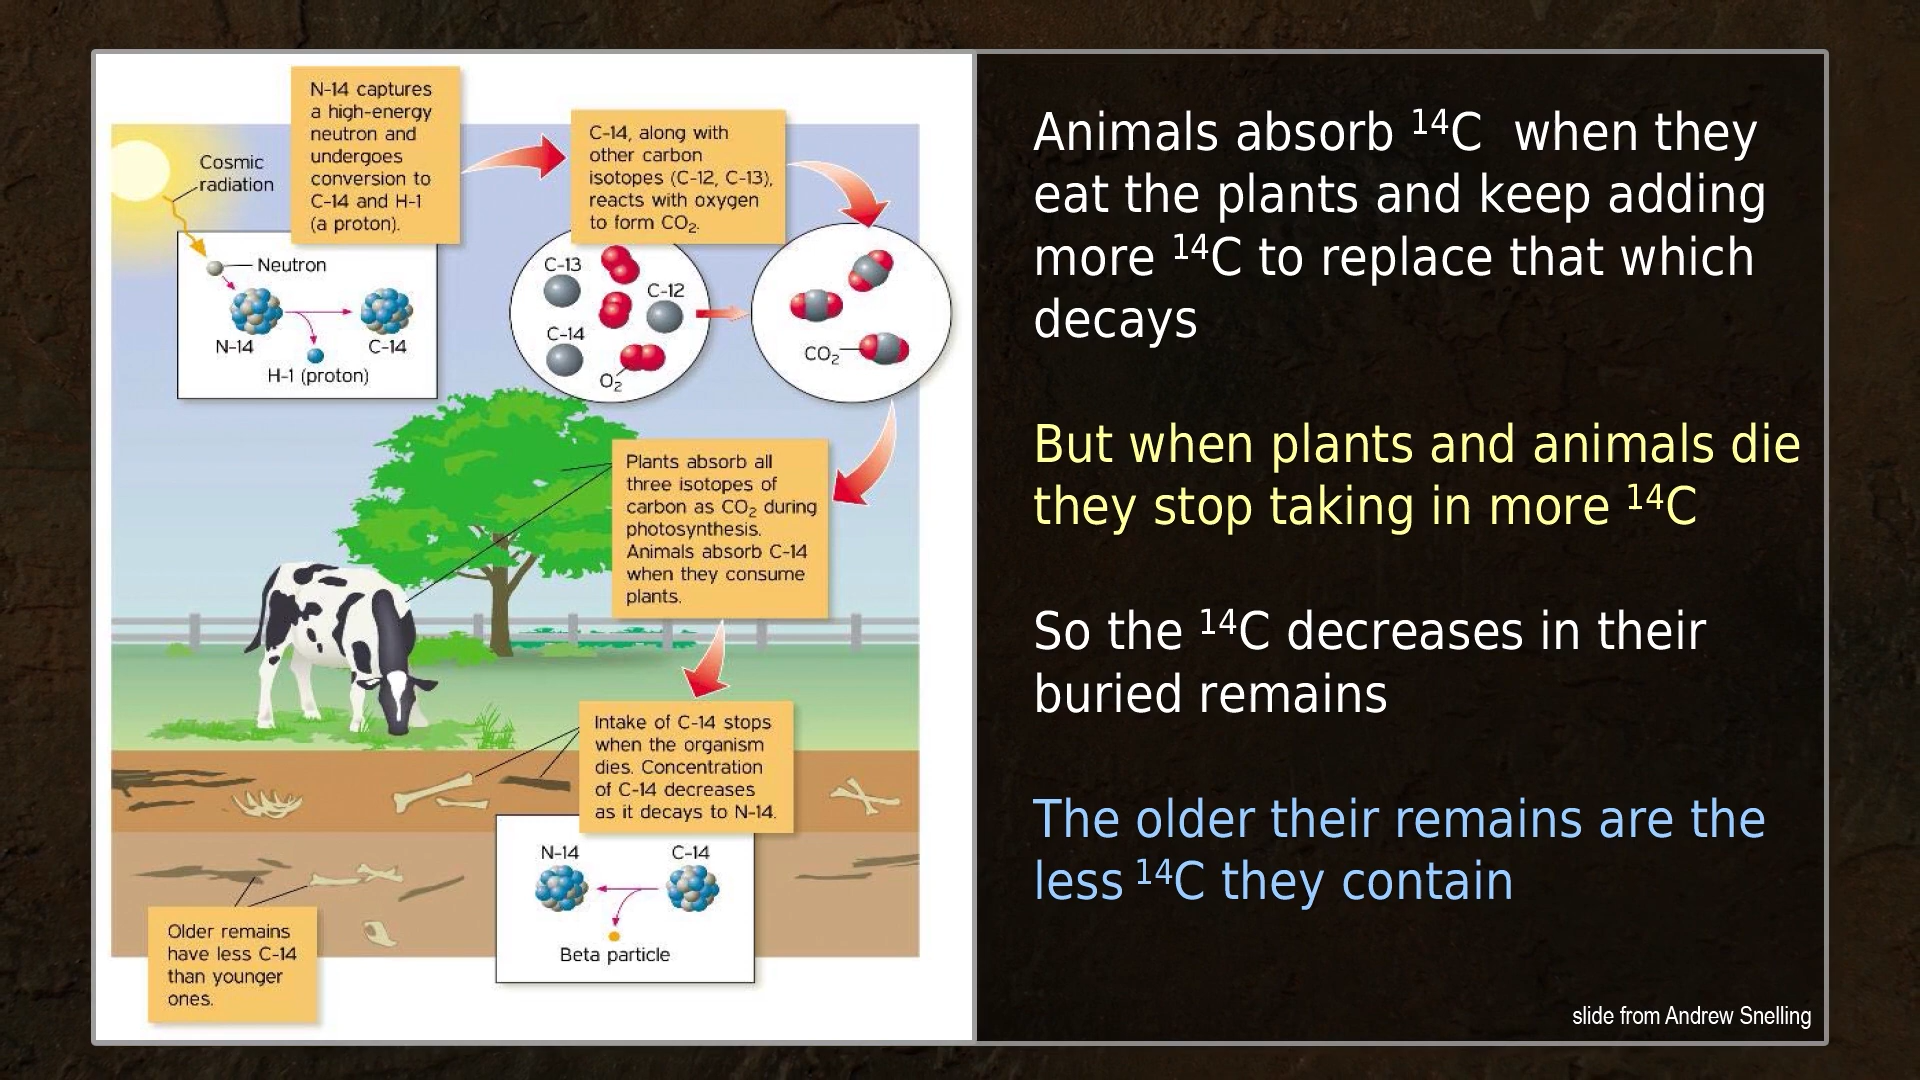 N-14 captures
a high-energy
neutron and
undergoes
conversion to
C-14 and H-1
(a proton).
Cosmic
radiation
Neutron
N-14
C-14
H-1 (proton)
C-14, along with
other carbon
isotopes (C-12, C-13),
reacts with oxygen
to form CO₂.
C-13
C-12
C-14
O₂
CO₂
Plants absorb all
three isotopes of
carbon as CO₂ during
photosynthesis.
Animals absorb C-14
when they consume
plants.
Intake of C-14 stops
when the organism
dies. Concentration
of C-14 decreases
as it decays to N-14.
N-14
C-14
Beta particle
Older remains
have less C-14
than younger
ones.
Animals absorb ¹⁴C when they
eat the plants and keep adding
more ¹⁴C to replace that which
decays
But when plants and animals die
they stop taking in more ¹⁴C
So the ¹⁴C decreases in their
buried remains
The older their remains are the
less ¹⁴C they contain
slide from Andrew Snelling